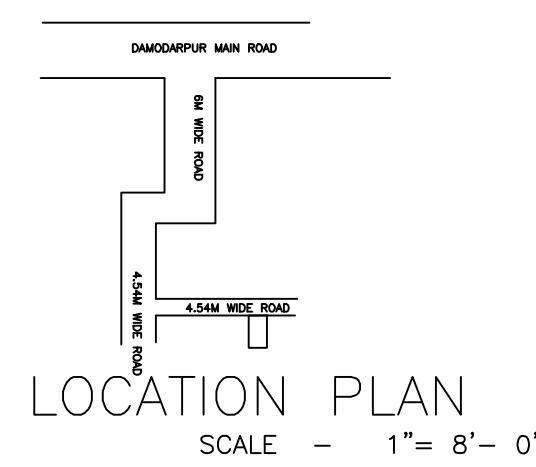 DAMODARPUR MAIN ROAD
6M WIDE ROAD
4.54M WIDE ROAD
4.54M WIDE ROAD
LOCATION PLAN
SCALE - 1"= 8'- 0'